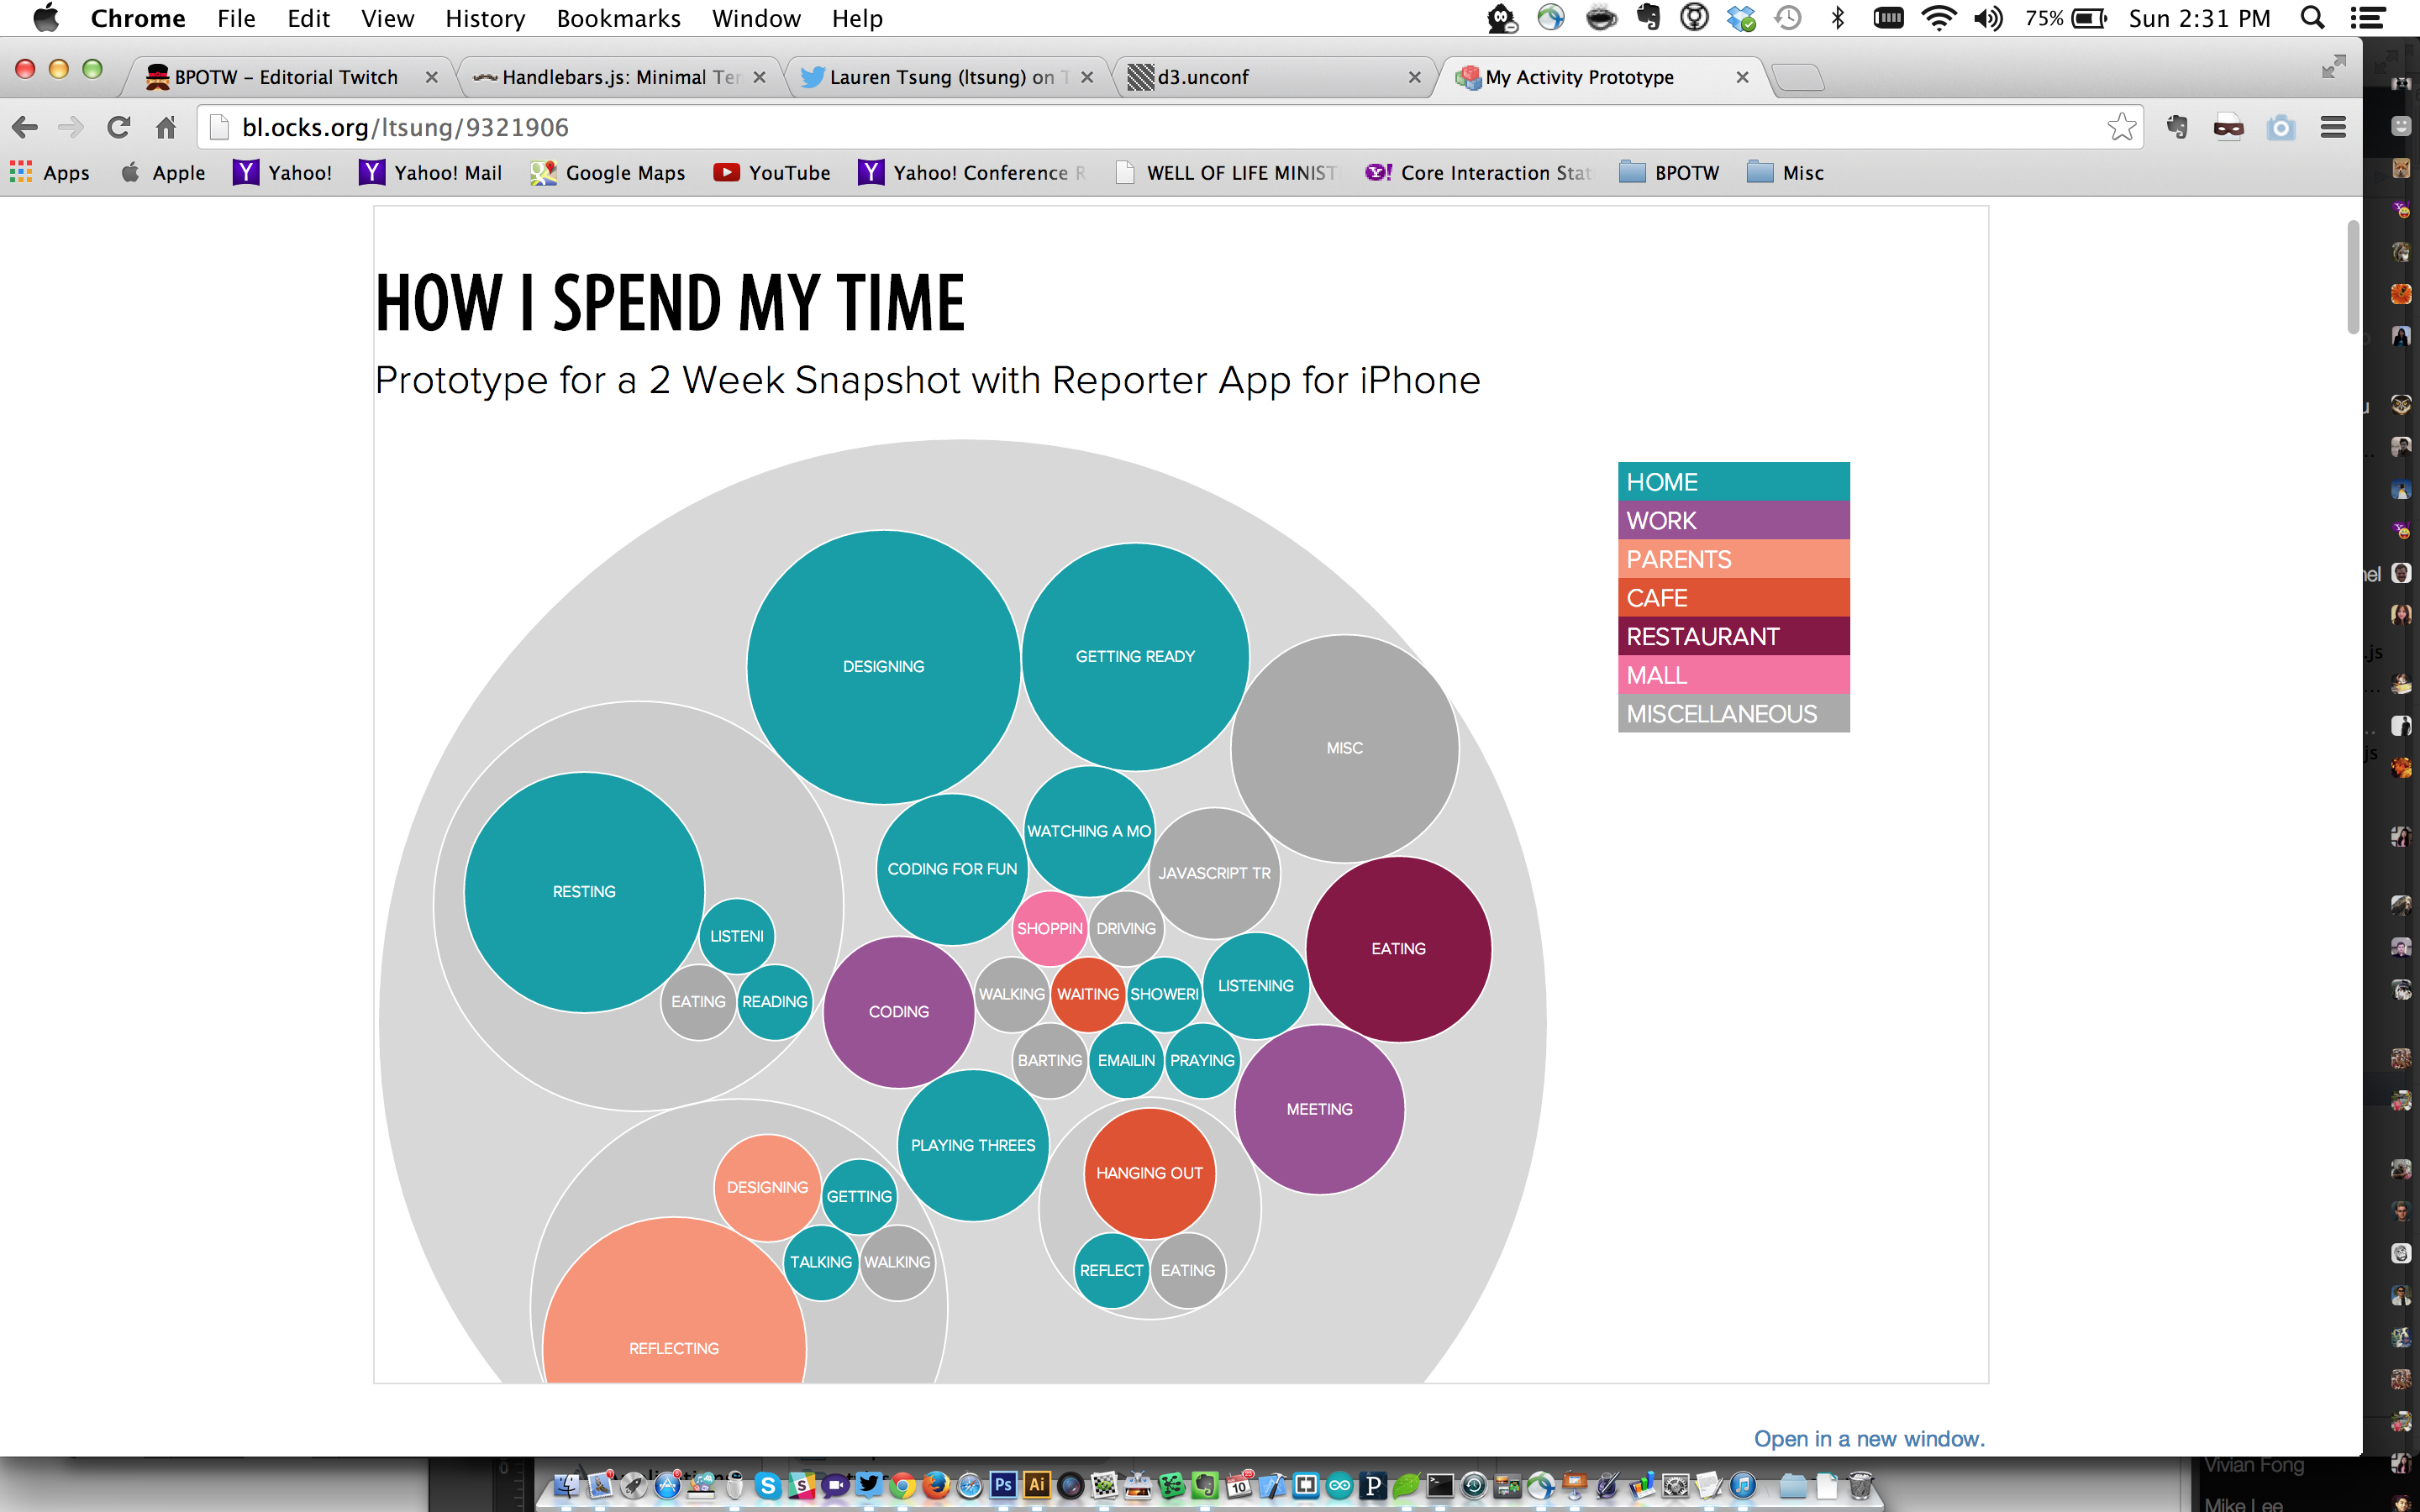 Chrome File Edit View History Bookmarks Window Help 75% Sun 2:31 PM
BPOTW – Editorial Twitch Handlebars.js: Minimal Ter Lauren Tsung (ltsung) on T d3.unconf My Activity Prototype
bl.ocks.org/ltsung/9321906
Apps Apple Yahoo! Yahoo! Mail Google Maps YouTube Yahoo! Conference R WELL OF LIFE MINIST Core Interaction Stat BPOTW Misc
HOW I SPEND MY TIME
Prototype for a 2 Week Snapshot with Reporter App for iPhone
HOME
WORK
PARENTS
CAFE
RESTAURANT
MALL
MISCELLANEOUS
DESIGNING
GETTING READY
MISC
WATCHING A MO
CODING FOR FUN
JAVASCRIPT TR
RESTING
LISTENI
EATING
READING
SHOPPIN
DRIVING
EATING
CODING
WALKING
WAITING
SHOWERI
LISTENING
BARTING
EMAILIN
PRAYING
MEETING
PLAYING THREES
HANGING OUT
DESIGNING
GETTING
TALKING
WALKING
REFLECT
EATING
REFLECTING
Open in a new window.
Vivian Fong
Mike Lee